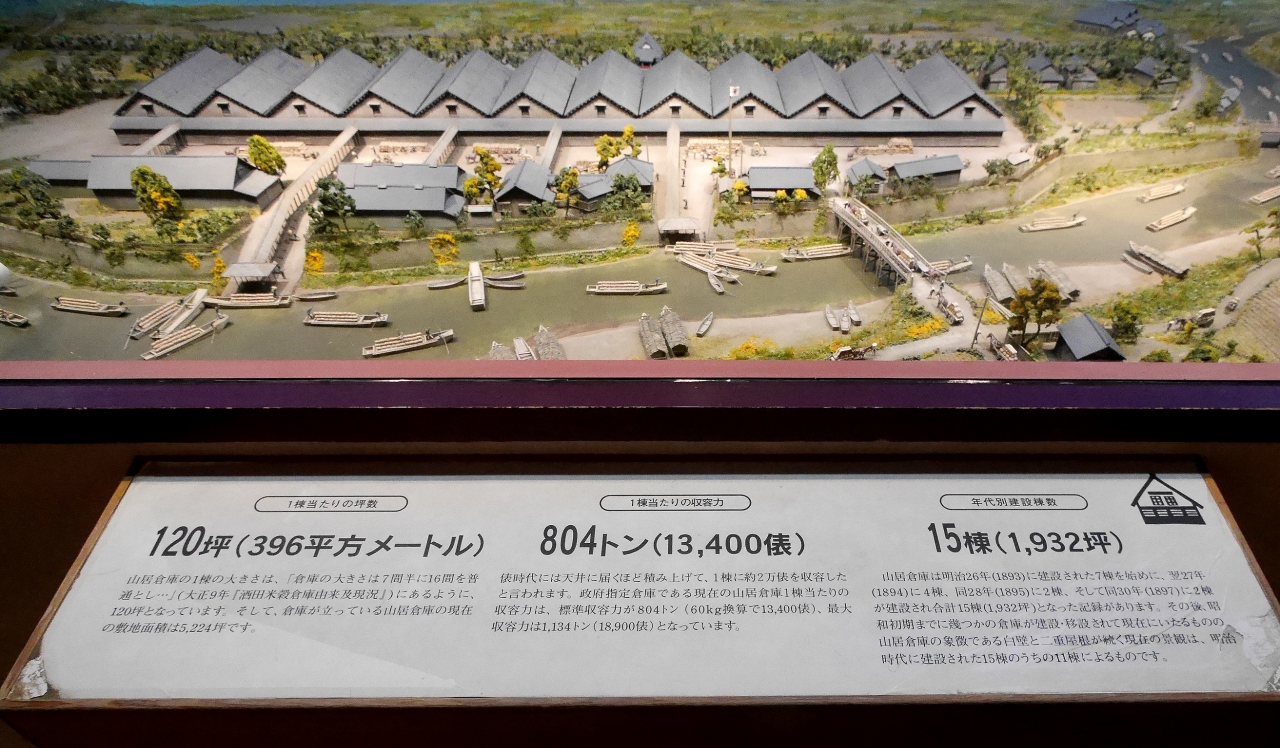 1棟当たりの坪数
120坪(396平方メートル)
山居倉庫の1棟の大きさは、「倉庫の大きさは7間半に16間を普
通とし…」(大正9年『酒田米穀倉庫由来及現況』)にあるように、
120坪となっています。そして、倉庫が立っている山居倉庫の現在
の敷地面積は5,224坪です。
1棟当たりの収容力
804トン(13,400俵)
俵時代には天井に届くほど積み上げて、1棟に約2万俵を収容した
と言われます。政府指定倉庫である現在の山居倉庫1棟当たりの
収容力は、標準収容力が804トン(60kg換算で13,400俵)、最大
収容力は1,134トン(18,900俵)となっています。
年代別建設棟数
15棟(1,932坪)
山居倉庫は明治26年(1893)に建設された7棟を始めに、翌27年
(1894)に4棟、同28年(1895)に2棟、そして同30年(1897)に2棟
が建設され合計15棟(1,932坪)となった記録があります。その後、昭
和初期までに幾つかの倉庫が建設・移設されて現在にいたるものの
山居倉庫の象徴である白壁と二重屋根が続く現在の景観は、明治
時代に建設された15棟のうちの11棟によるものです。